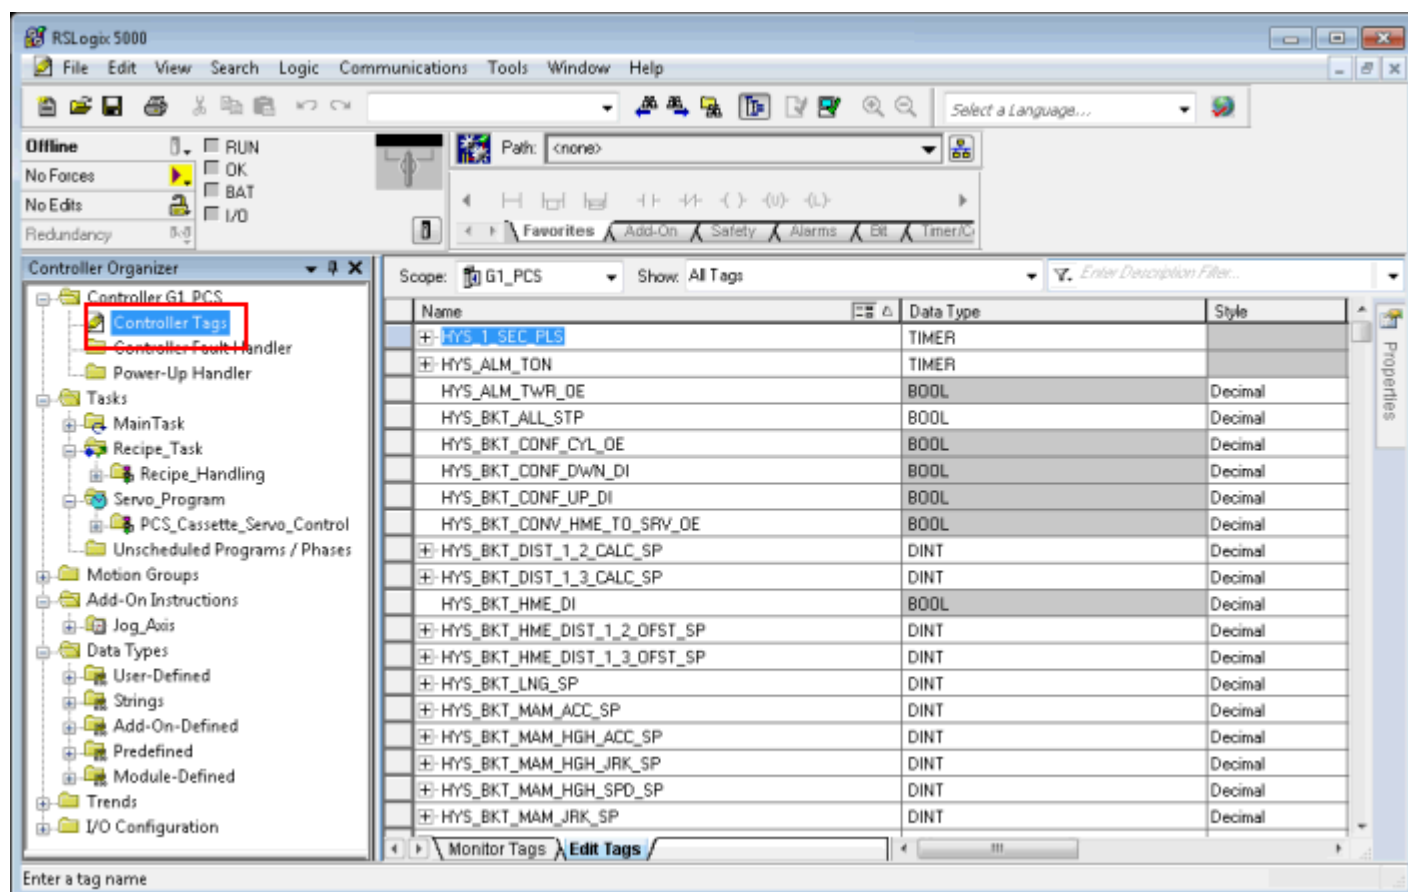 RSLogix 5000
File Edit View Search Logic Communications Tools Window Help
Select a Language...
Offline RUN
No Forces OK
No Edits BAT
I/O
Redundancy
Path: <none>
Favorites Add-On Safety Alarms Bit Timer/C
Controller Organizer
Controller G1_PCS
Controller Tags
Controller Fault Handler
Power-Up Handler
Tasks
MainTask
Recipe_Task
Recipe_Handling
Servo_Program
PCS_Cassette_Servo_Control
Unscheduled Programs / Phases
Motion Groups
Add-On Instructions
Jog_Axis
Data Types
User-Defined
Strings
Add-On-Defined
Predefined
Module-Defined
Trends
I/O Configuration
Scope: G1_PCS Show: All Tags Enter Description Filter...
Name Data Type Style
HYS_1_SEC_PLS TIMER
HYS_ALM_TON TIMER
HYS_ALM_TWR_OE BOOL Decimal
HYS_BKT_ALL_STP BOOL Decimal
HYS_BKT_CONF_CYL_OE BOOL Decimal
HYS_BKT_CONF_DWN_DI BOOL Decimal
HYS_BKT_CONF_UP_DI BOOL Decimal
HYS_BKT_CONV_HME_TO_SRV_OE BOOL Decimal
HYS_BKT_DIST_1_2_CALC_SP DINT Decimal
HYS_BKT_DIST_1_3_CALC_SP DINT Decimal
HYS_BKT_HME_DI BOOL Decimal
HYS_BKT_HME_DIST_1_2_OFST_SP DINT Decimal
HYS_BKT_HME_DIST_1_3_OFST_SP DINT Decimal
HYS_BKT_LNG_SP DINT Decimal
HYS_BKT_MAM_ACC_SP DINT Decimal
HYS_BKT_MAM_HGH_ACC_SP DINT Decimal
HYS_BKT_MAM_HGH_JRK_SP DINT Decimal
HYS_BKT_MAM_HGH_SPD_SP DINT Decimal
HYS_BKT_MAM_JRK_SP DINT Decimal
Monitor Tags Edit Tags
Properties
Enter a tag name